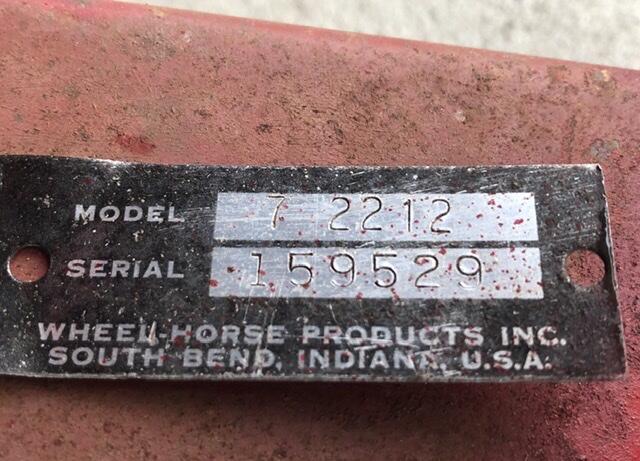 MODEL 7 2212
SERIAL 159529
WHEEL-HORSE PRODUCTS INC.
SOUTH BEND, INDIANA, U.S.A.